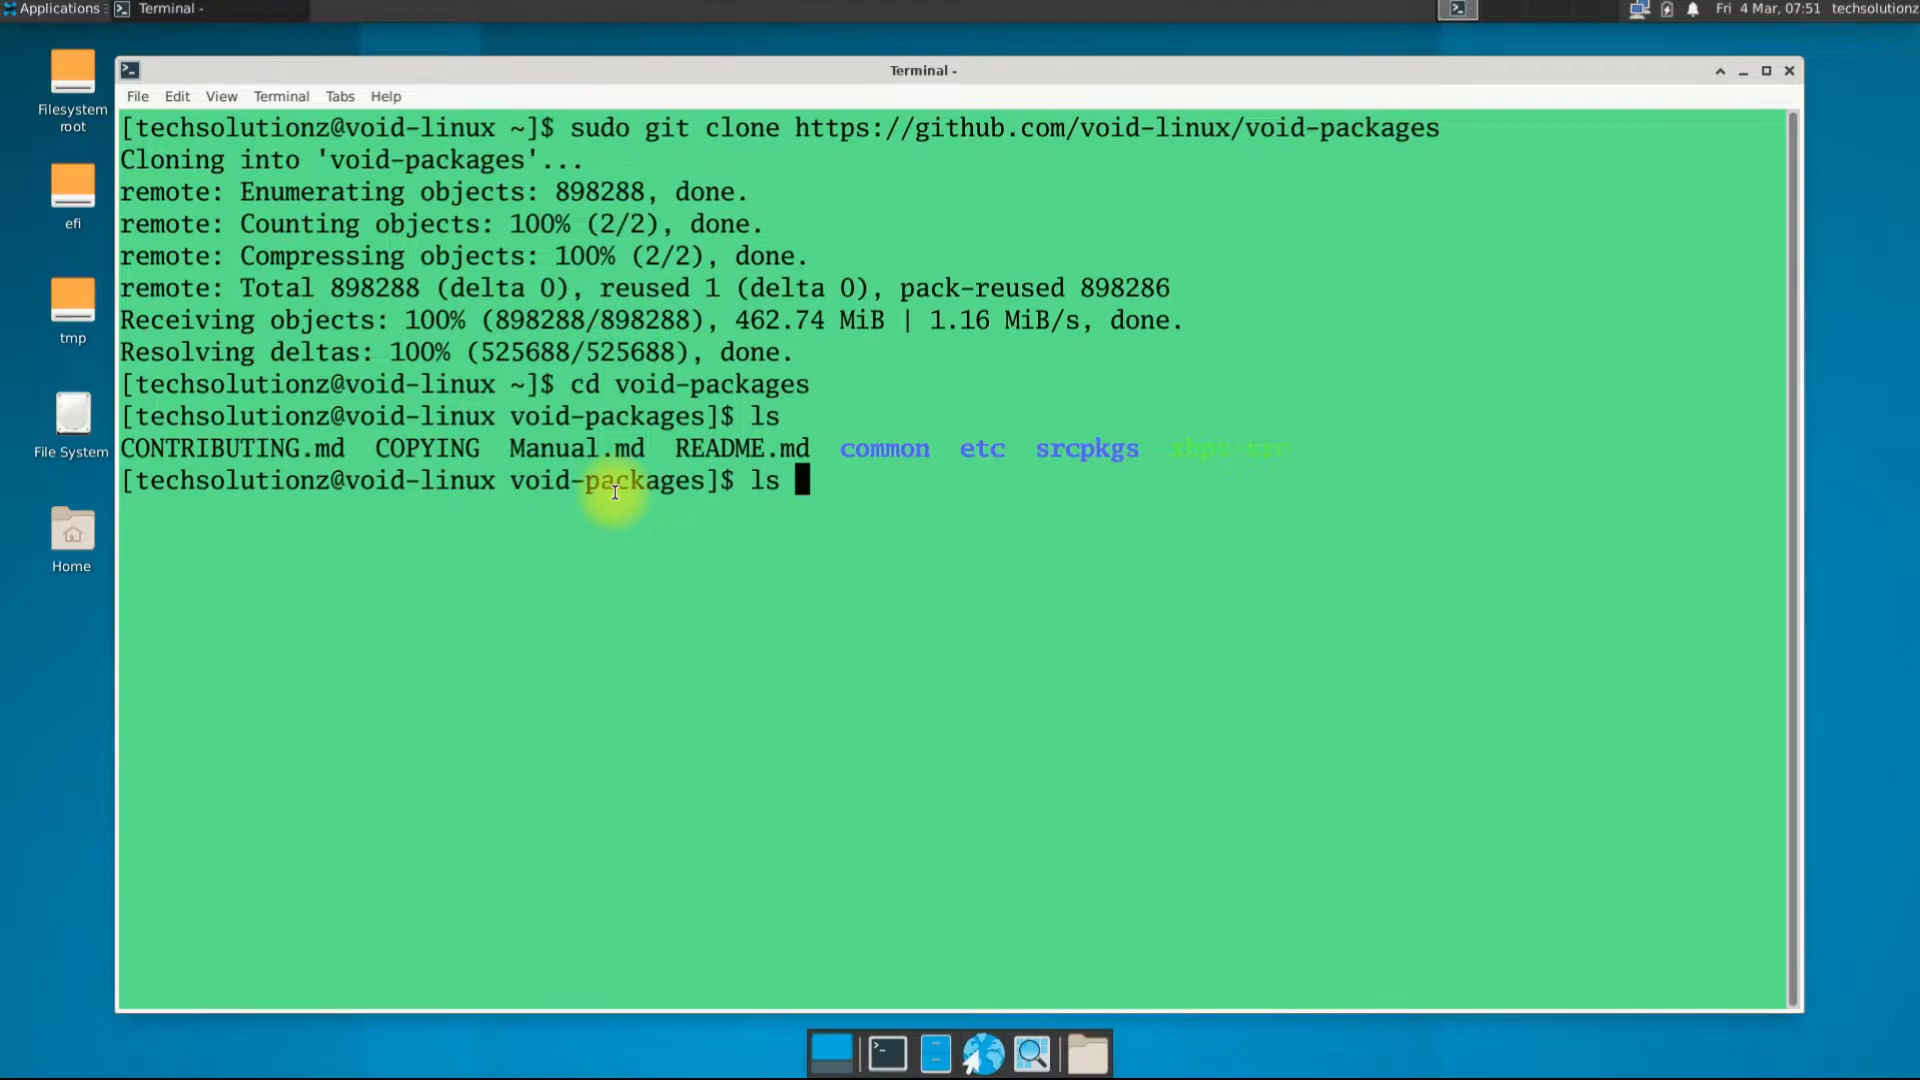 Applications
Terminal -
Fri 4 Mar, 07:51 techsolutionz
Filesystem
root
efi
tmp
File System
Home
Terminal -
File Edit View Terminal Tabs Help
[techsolutionz@void-linux ~]$ sudo git clone https://github.com/void-linux/void-packages
Cloning into 'void-packages'...
remote: Enumerating objects: 898288, done.
remote: Counting objects: 100% (2/2), done.
remote: Compressing objects: 100% (2/2), done.
remote: Total 898288 (delta 0), reused 1 (delta 0), pack-reused 898286
Receiving objects: 100% (898288/898288), 462.74 MiB | 1.16 MiB/s, done.
Resolving deltas: 100% (525688/525688), done.
[techsolutionz@void-linux ~]$ cd void-packages
[techsolutionz@void-linux void-packages]$ ls
CONTRIBUTING.md COPYING Manual.md README.md common etc srcpkgs xbps-src
[techsolutionz@void-linux void-packages]$ ls